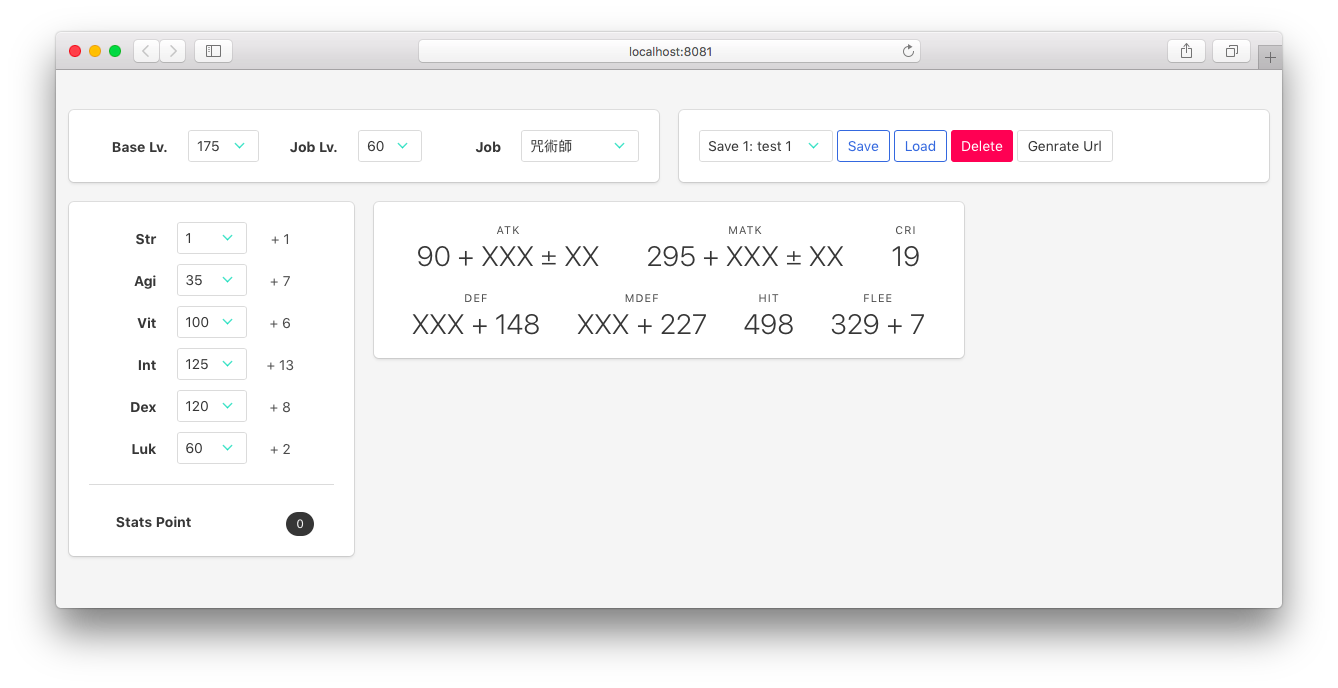 localhost:8081
Base Lv. 175 Job Lv. 60 Job 咒術師
Save 1: test 1 Save Load Delete Genrate Url
Str 1 + 1
Agi 35 + 7
Vit 100 + 6
Int 125 + 13
Dex 120 + 8
Luk 60 + 2
Stats Point 0
ATK MATK CRI
90 + XXX ± XX 295 + XXX ± XX 19
DEF MDEF HIT FLEE
XXX + 148 XXX + 227 498 329 + 7